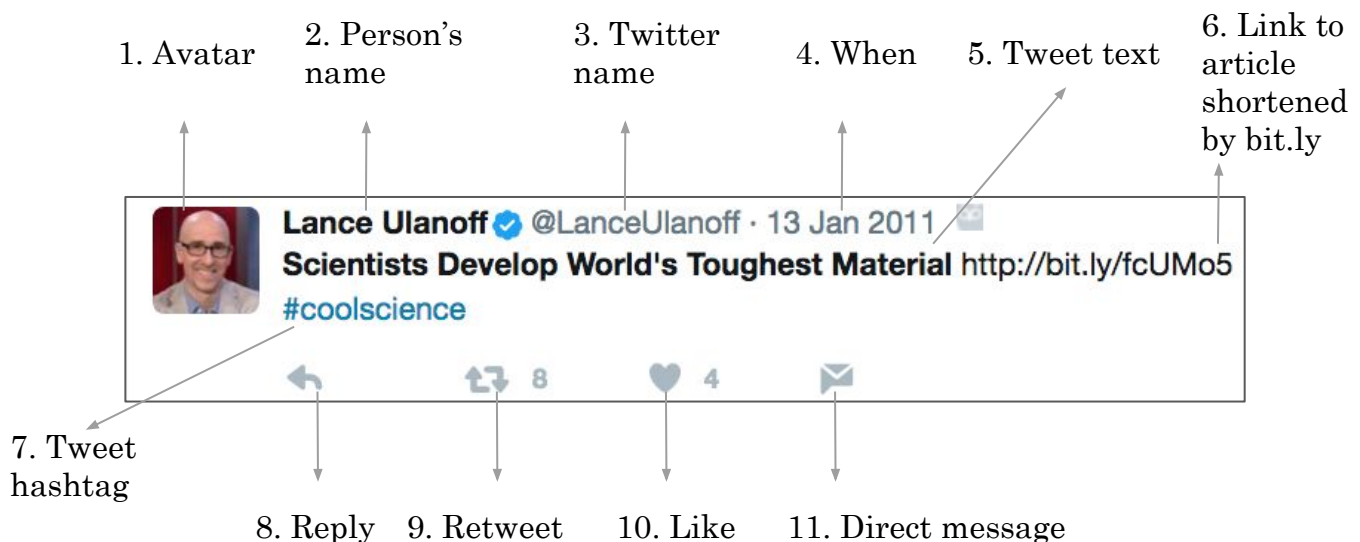 1. Avatar
2. Person's
name
3. Twitter
name
4. When
5. Tweet text
6. Link to
article
shortened
by bit.ly
Lance Ulanoff @LanceUlanoff · 13 Jan 2011
Scientists Develop World's Toughest Material http://bit.ly/fcUMo5
#coolscience
8
4
7. Tweet
hashtag
8. Reply
9. Retweet
10. Like
11. Direct message